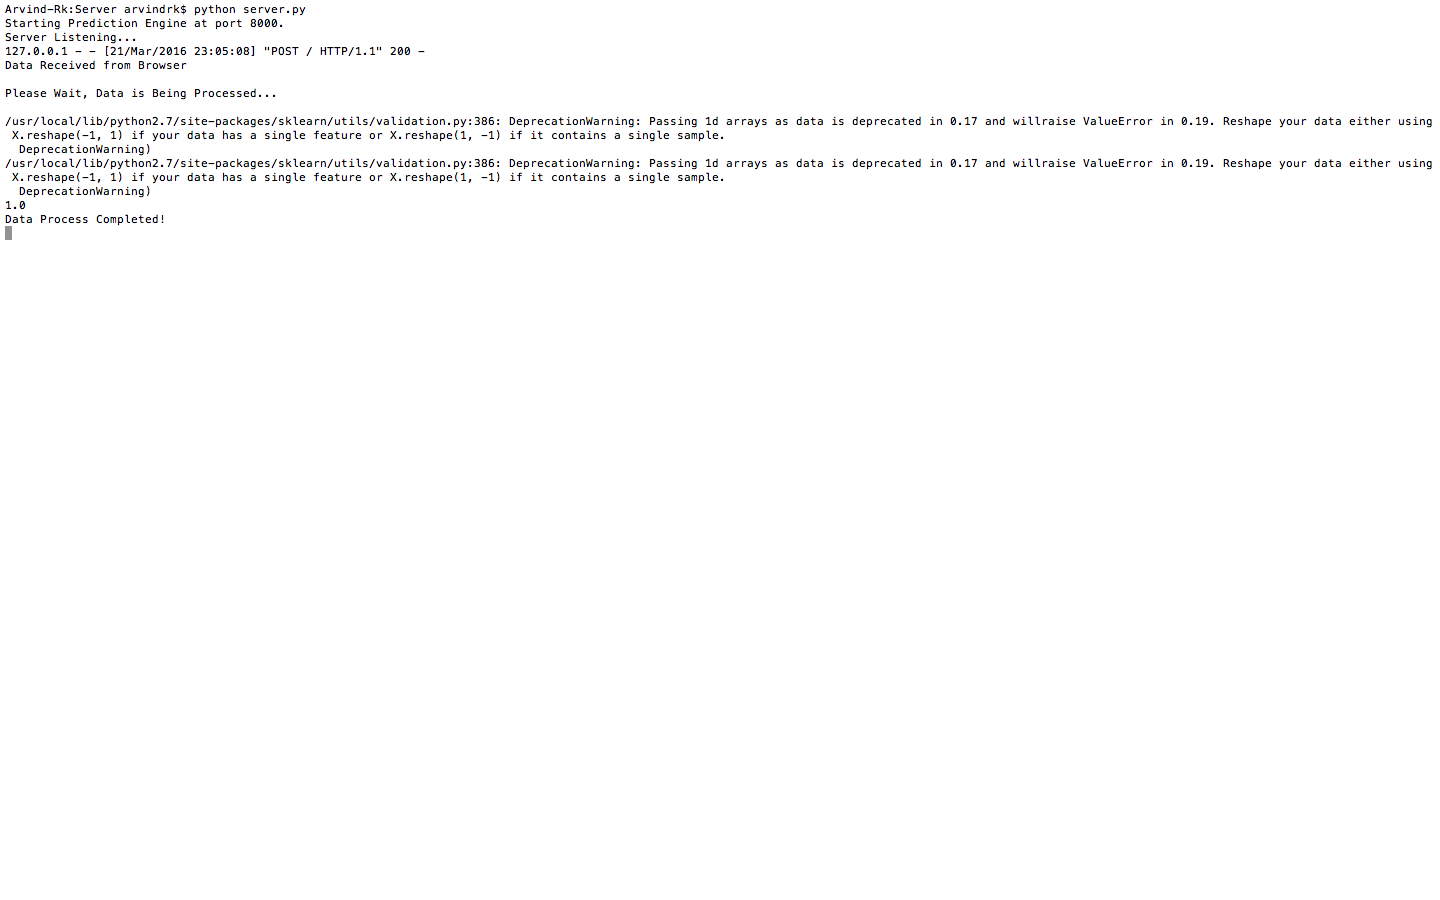 Arvind-Rk:Server arvindrk$ python server.py
Starting Prediction Engine at port 8000.
Server Listening...
127.0.0.1 - - [21/Mar/2016 23:05:08] "POST / HTTP/1.1" 200 -
Data Received from Browser
Please Wait, Data is Being Processed...
/usr/local/lib/python2.7/site-packages/sklearn/utils/validation.py:386: DeprecationWarning: Passing 1d arrays as data is deprecated in 0.17 and willraise ValueError in 0.19. Reshape your data either using
X.reshape(-1, 1) if your data has a single feature or X.reshape(1, -1) if it contains a single sample.
DeprecationWarning)
/usr/local/lib/python2.7/site-packages/sklearn/utils/validation.py:386: DeprecationWarning: Passing 1d arrays as data is deprecated in 0.17 and willraise ValueError in 0.19. Reshape your data either using
X.reshape(-1, 1) if your data has a single feature or X.reshape(1, -1) if it contains a single sample.
DeprecationWarning)
1.0
Data Process Completed!